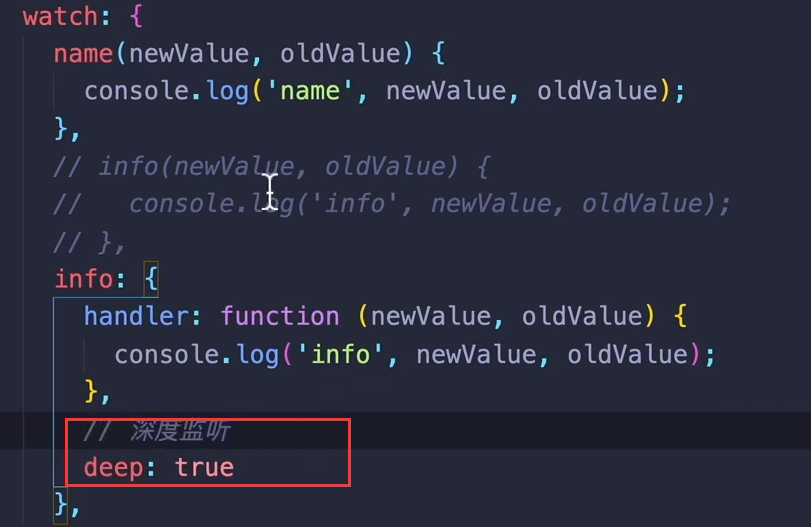 watch: {
name(newValue, oldValue) {
console.log('name', newValue, oldValue);
},
// info(newValue, oldValue) {
//   console.log('info', newValue, oldValue);
// },
info: {
handler: function (newValue, oldValue) {
console.log('info', newValue, oldValue);
},
// 深度监听
deep: true
},